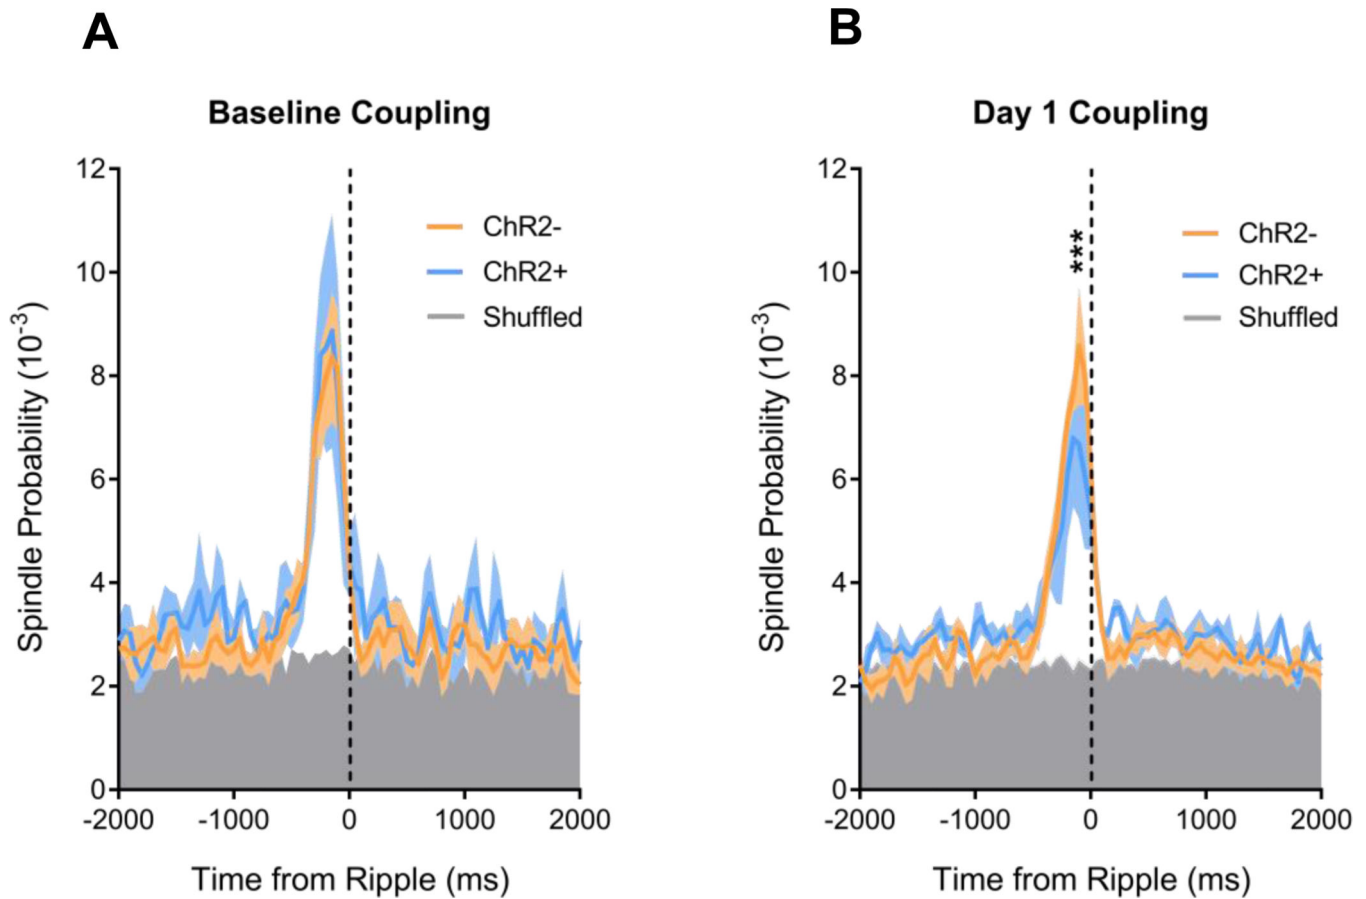 A
Baseline Coupling
Spindle Probability (10⁻³)
12
10
8
6
4
2
0
ChR2-
ChR2+
Shuffled
-2000
-1000
0
1000
2000
Time from Ripple (ms)
B
Day 1 Coupling
Spindle Probability (10⁻³)
12
10
8
6
4
2
0
***
ChR2-
ChR2+
Shuffled
-2000
-1000
0
1000
2000
Time from Ripple (ms)